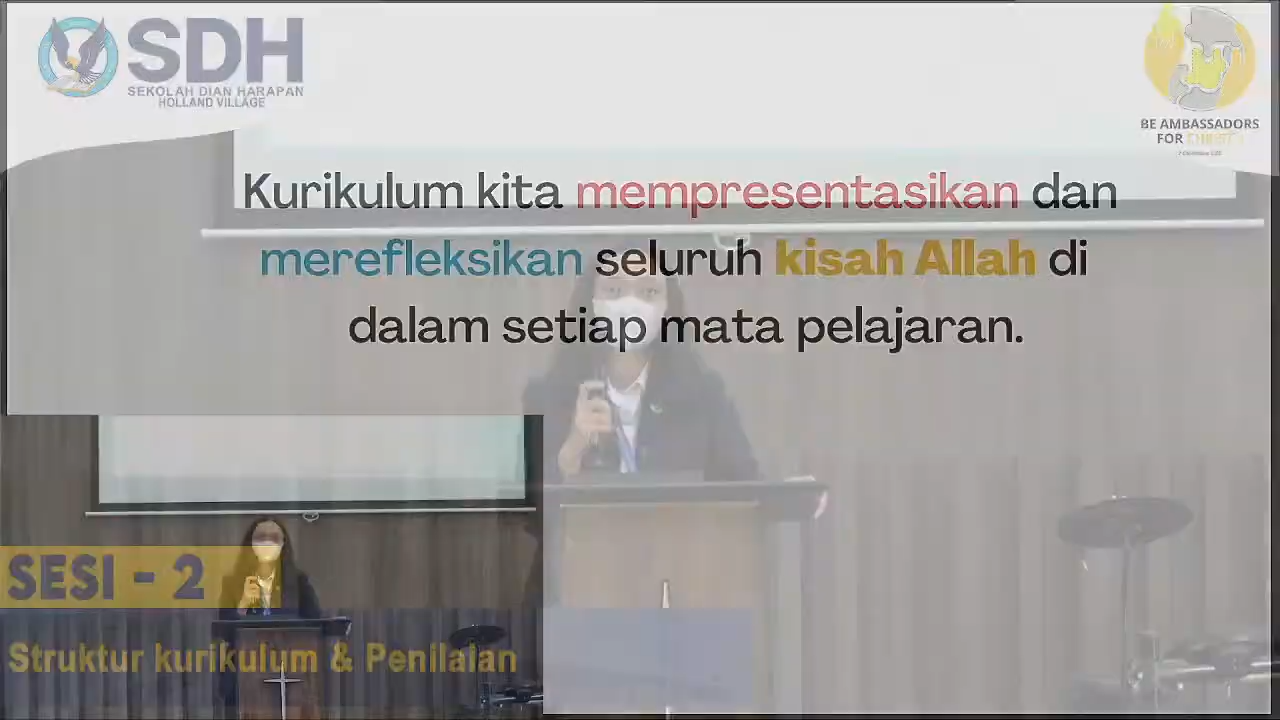 SDH
SEKOLAH DIAN HARAPAN
HOLLAND VILLAGE
BE AMBASSADORS
FOR CHRIST
Kurikulum kita mempresentasikan dan
merefleksikan seluruh kisah Allah di
dalam setiap mata pelajaran.
SESI - 2
Struktur kurikulum & Penilaian